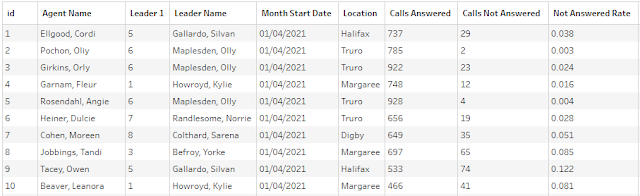 id Agent Name Leader 1 Leader Name Month Start Date Location Calls Answered Calls Not Answered Not Answered Rate
1 Ellgood, Cordi 5 Gallardo, Silvan 01/04/2021 Halifax 737 29 0.038
2 Pochon, Oliy 6 Maplesden, Olly 01/04/2021 Truro 785 2 0.003
3 Girkins, Orly 6 Maplesden, Olly 01/04/2021 Truro 922 23 0.024
4 Garnam, Fleur 1 Howroyd, Kylie 01/04/2021 Margaree 748 12 0.016
5 Rosendahl, Angie 6 Maplesden, Olly 01/04/2021 Truro 928 4 0.004
6 Heiner, Dulcie 7 Randlesome, Norrie 01/04/2021 Truro 656 19 0.028
7 Cohen, Moreen 8 Colthard, Sarena 01/04/2021 Digby 649 35 0.051
8 Jobbings, Tandi 3 Befroy, Yorke 01/04/2021 Margaree 697 65 0.085
9 Tacey, Owen 5 Gallardo, Silvan 01/04/2021 Halifax 533 74 0.122
10 Beaver, Leanora 1 Howroyd, Kylie 01/04/2021 Margaree 466 41 0.081